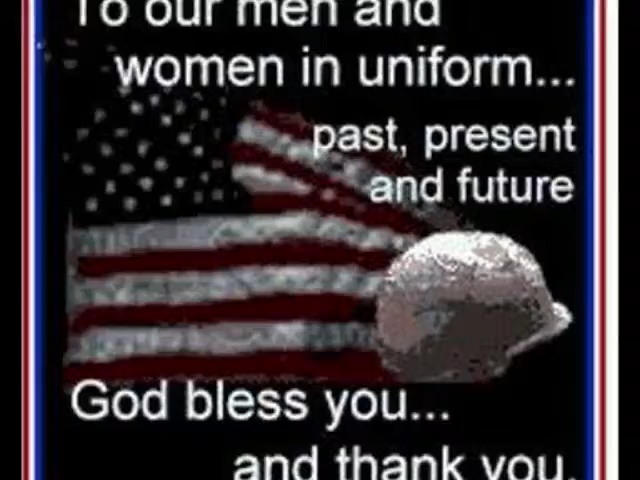 To our men and
women in uniform...
past, present
and future
God bless you...
and thank you.